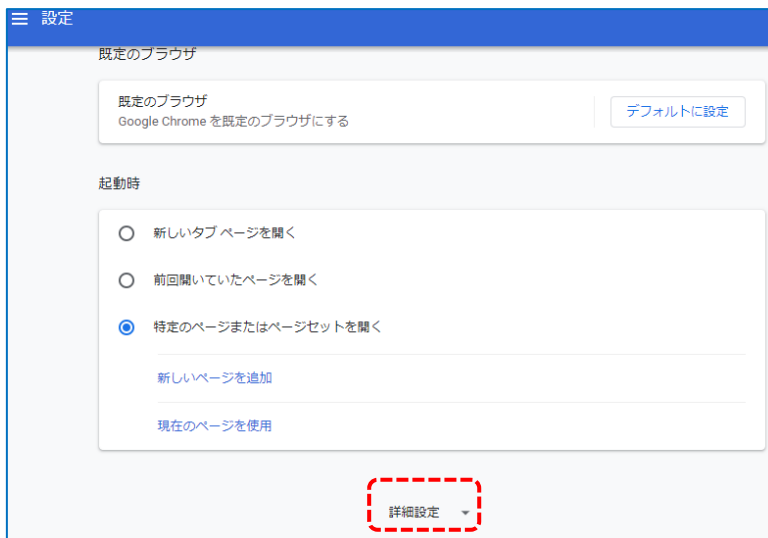 設定
既定のブラウザ
既定のブラウザ
Google Chrome を既定のブラウザにする
デフォルトに設定
起動時
新しいタブ ページを開く
前回開いていたページを開く
特定のページまたはページセットを開く
新しいページを追加
現在のページを使用
詳細設定